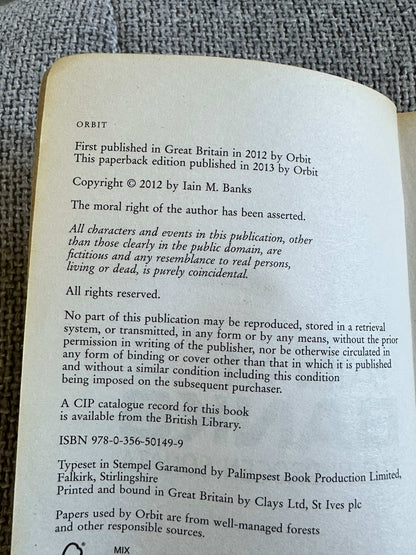 ORBIT
First published in Great Britain in 2012 by Orbit
This paperback edition published in 2013 by Orbit
Copyright © 2012 by Iain M. Banks
The moral right of the author has been asserted.
All characters and events in this publication, other
than those clearly in the public domain, are
fictitious and any resemblance to real persons,
living or dead, is purely coincidental.
All rights reserved.
No part of this publication may be reproduced, stored in a retrieval
system, or transmitted, in any form or by any means, without the prior
permission in writing of the publisher, nor be otherwise circulated in
any form of binding or cover other than that in which it is published
and without a similar condition including this condition
being imposed on the subsequent purchaser.
A CIP catalogue record for this book
is available from the British Library.
ISBN 978-0-356-50149-9
Typeset in Stempel Garamond by Palimpsest Book Production Limited,
Falkirk, Stirlingshire
Printed and bound in Great Britain by Clays Ltd, St Ives plc
Papers used by Orbit are from well-managed forests
and other responsible sources.
MIX